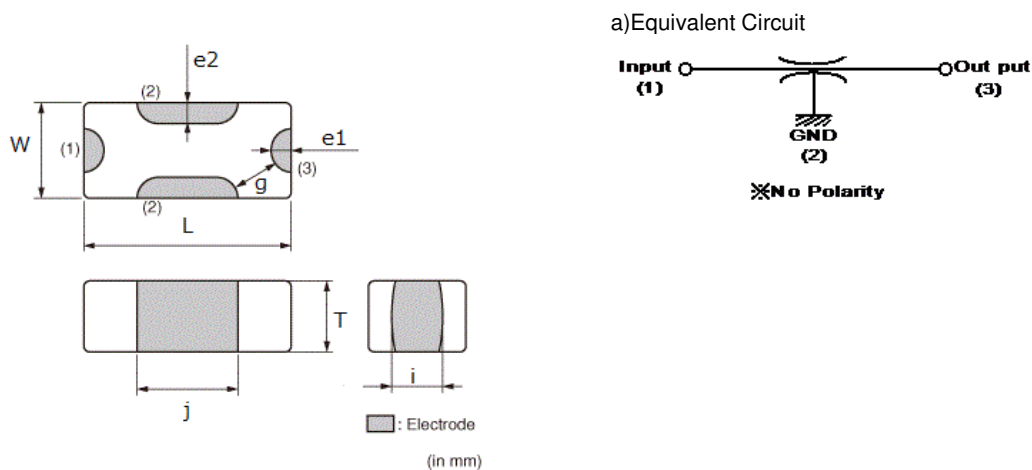 a)Equivalent Circuit
e2
(2)
W
(1)
e1
(3)
g
(2)
L
T
j
i
: Electrode
(in mm)
Input
(1)
Out put
(3)
GND
(2)
※No Polarity